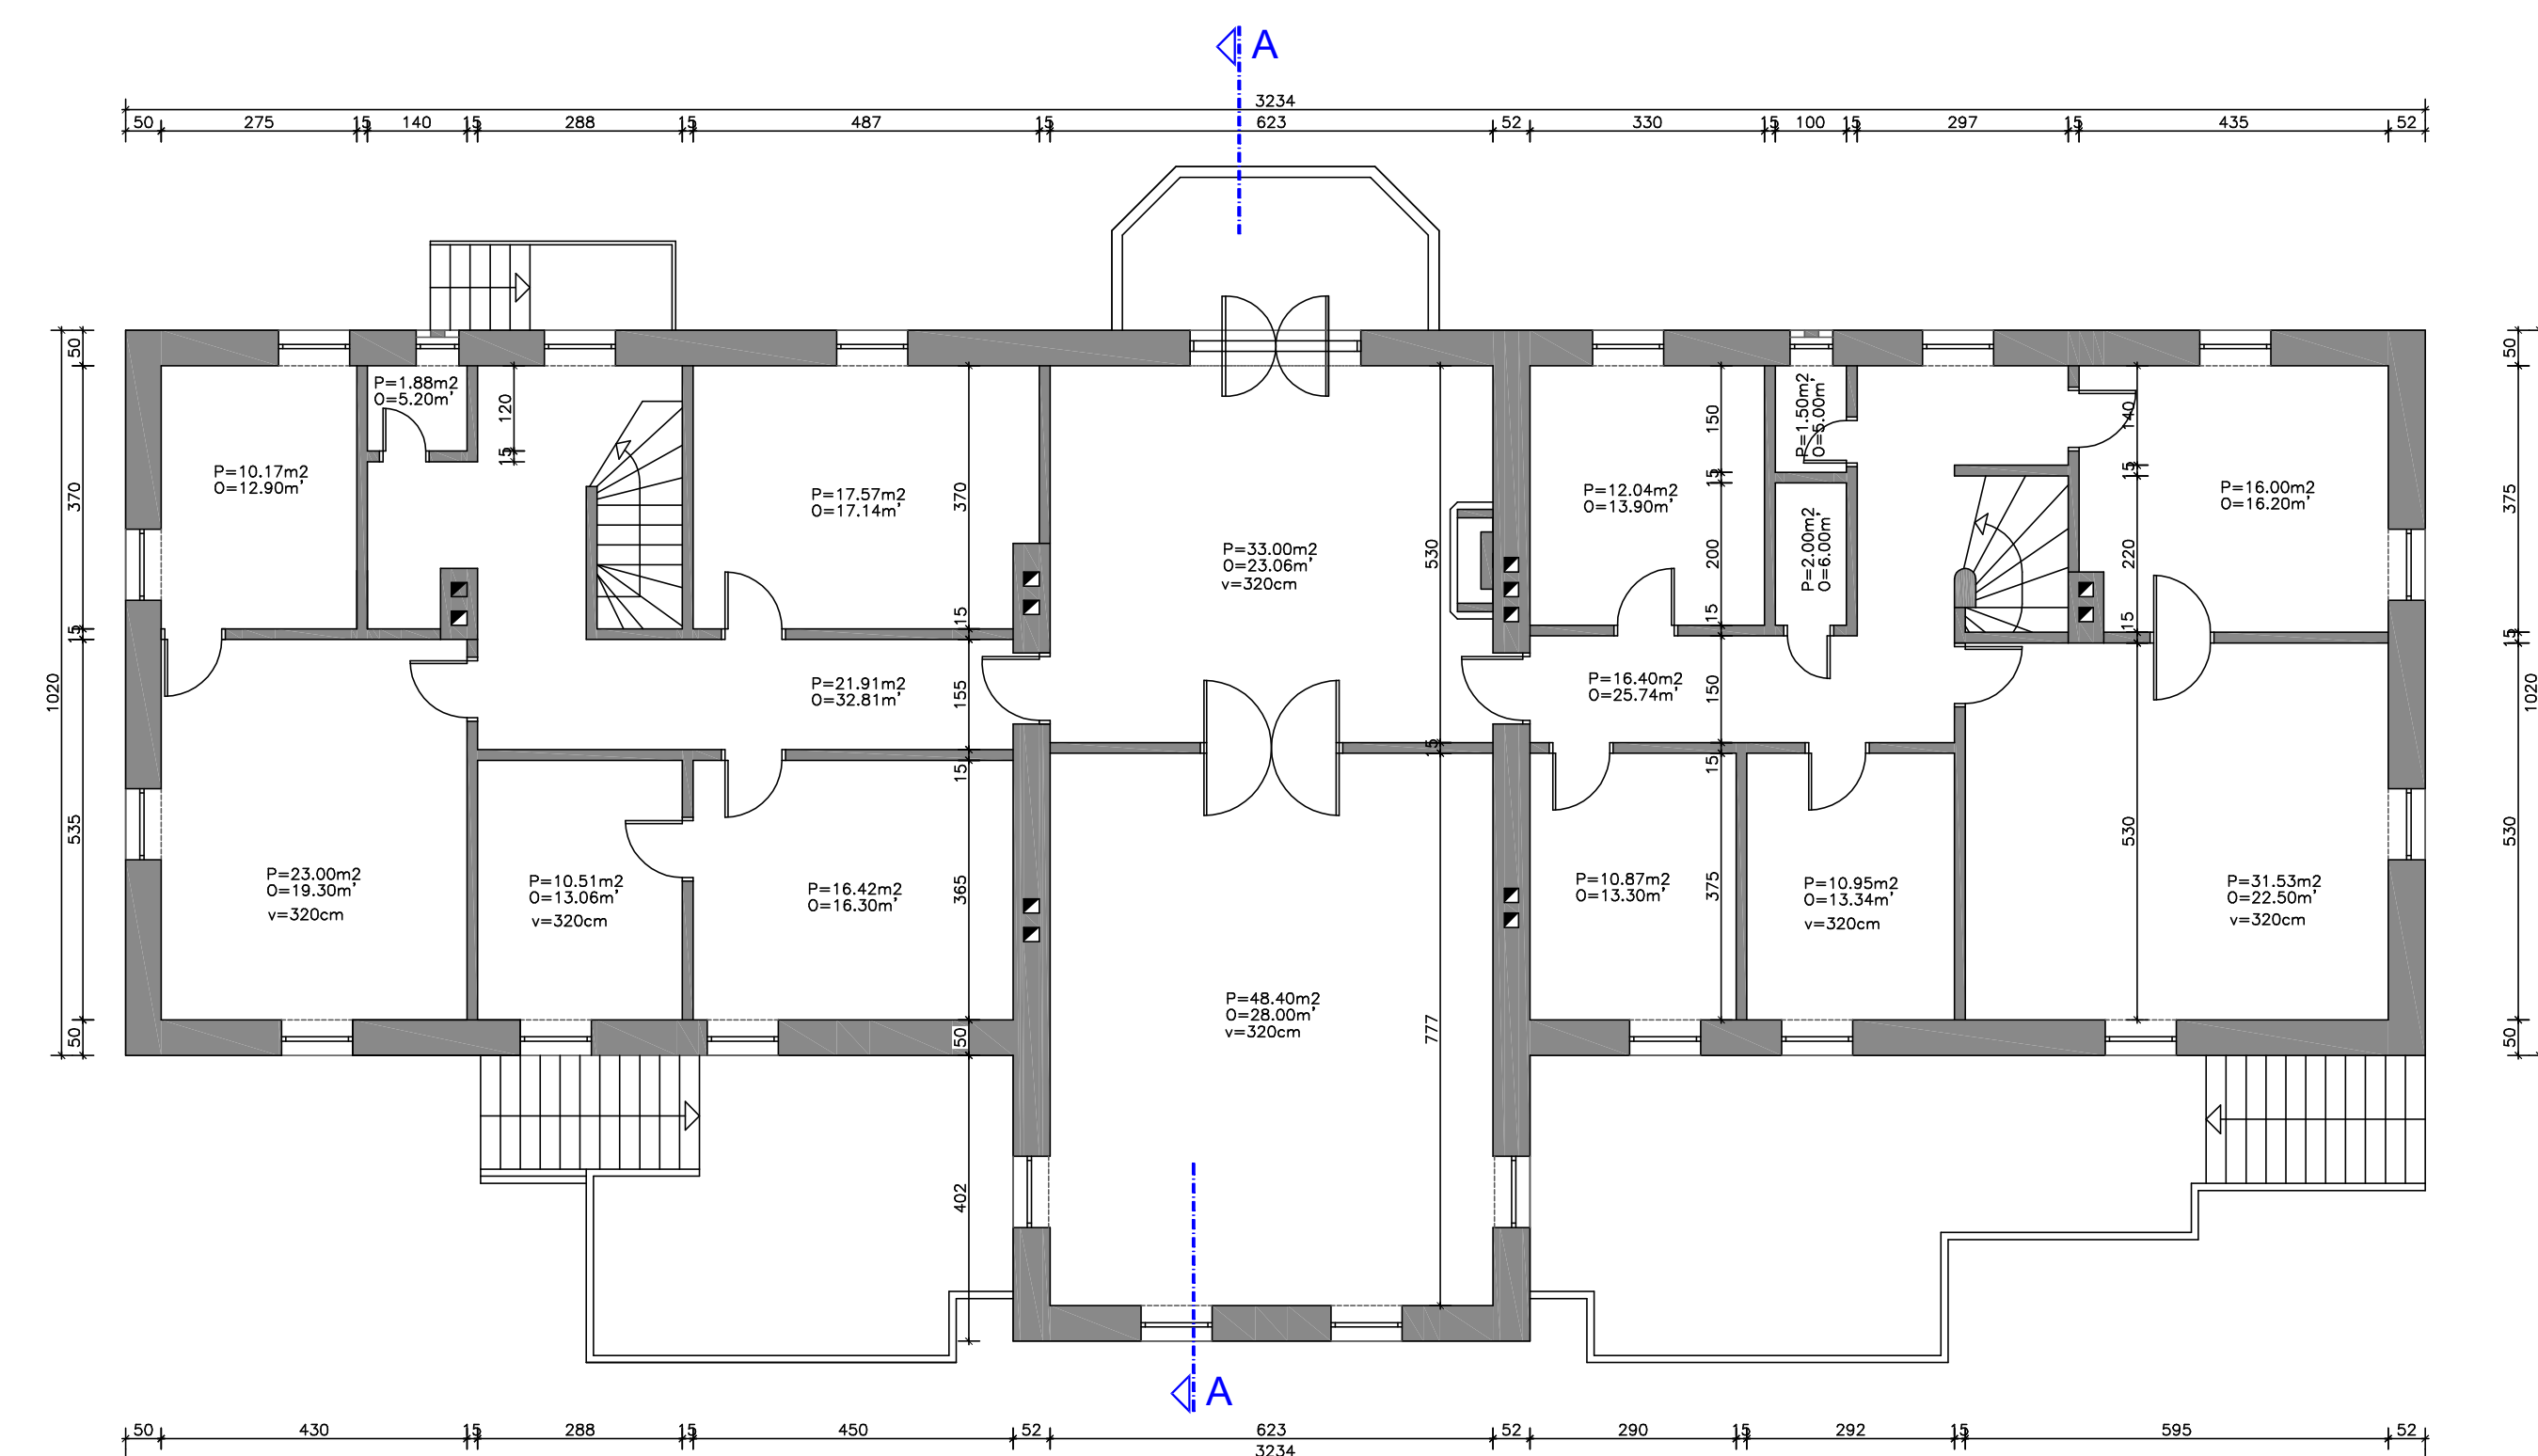 A
3234
50 275 15 140 15 288 15 487 15 623 52 330 15 100 15 297 15 435 52
50
370
15
535
50
1020
P=1.88m2
O=5.20m'
120
15
P=10.17m2
O=12.90m'
P=17.57m2
O=17.14m'
370
15
155
15
365
50
402
P=33.00m2
O=23.06m'
v=320cm
530
15
777
P=12.04m2
O=13.90m'
150
15
200
15
150
15
375
P=1.50m2
O=5.00m'
P=2.00m2
O=6.00m'
140
15
220
15
530
P=16.00m2
O=16.20m'
50
375
15
530
50
1020
P=21.91m2
O=32.81m'
P=16.40m2
O=25.74m'
P=23.00m2
O=19.30m'
v=320cm
P=10.51m2
O=13.06m'
v=320cm
P=16.42m2
O=16.30m'
P=48.40m2
O=28.00m'
v=320cm
P=10.87m2
O=13.30m'
P=10.95m2
O=13.34m'
v=320cm
P=31.53m2
O=22.50m'
v=320cm
A
50 430 15 288 15 450 52 623 52 290 15 292 15 595 52
3234